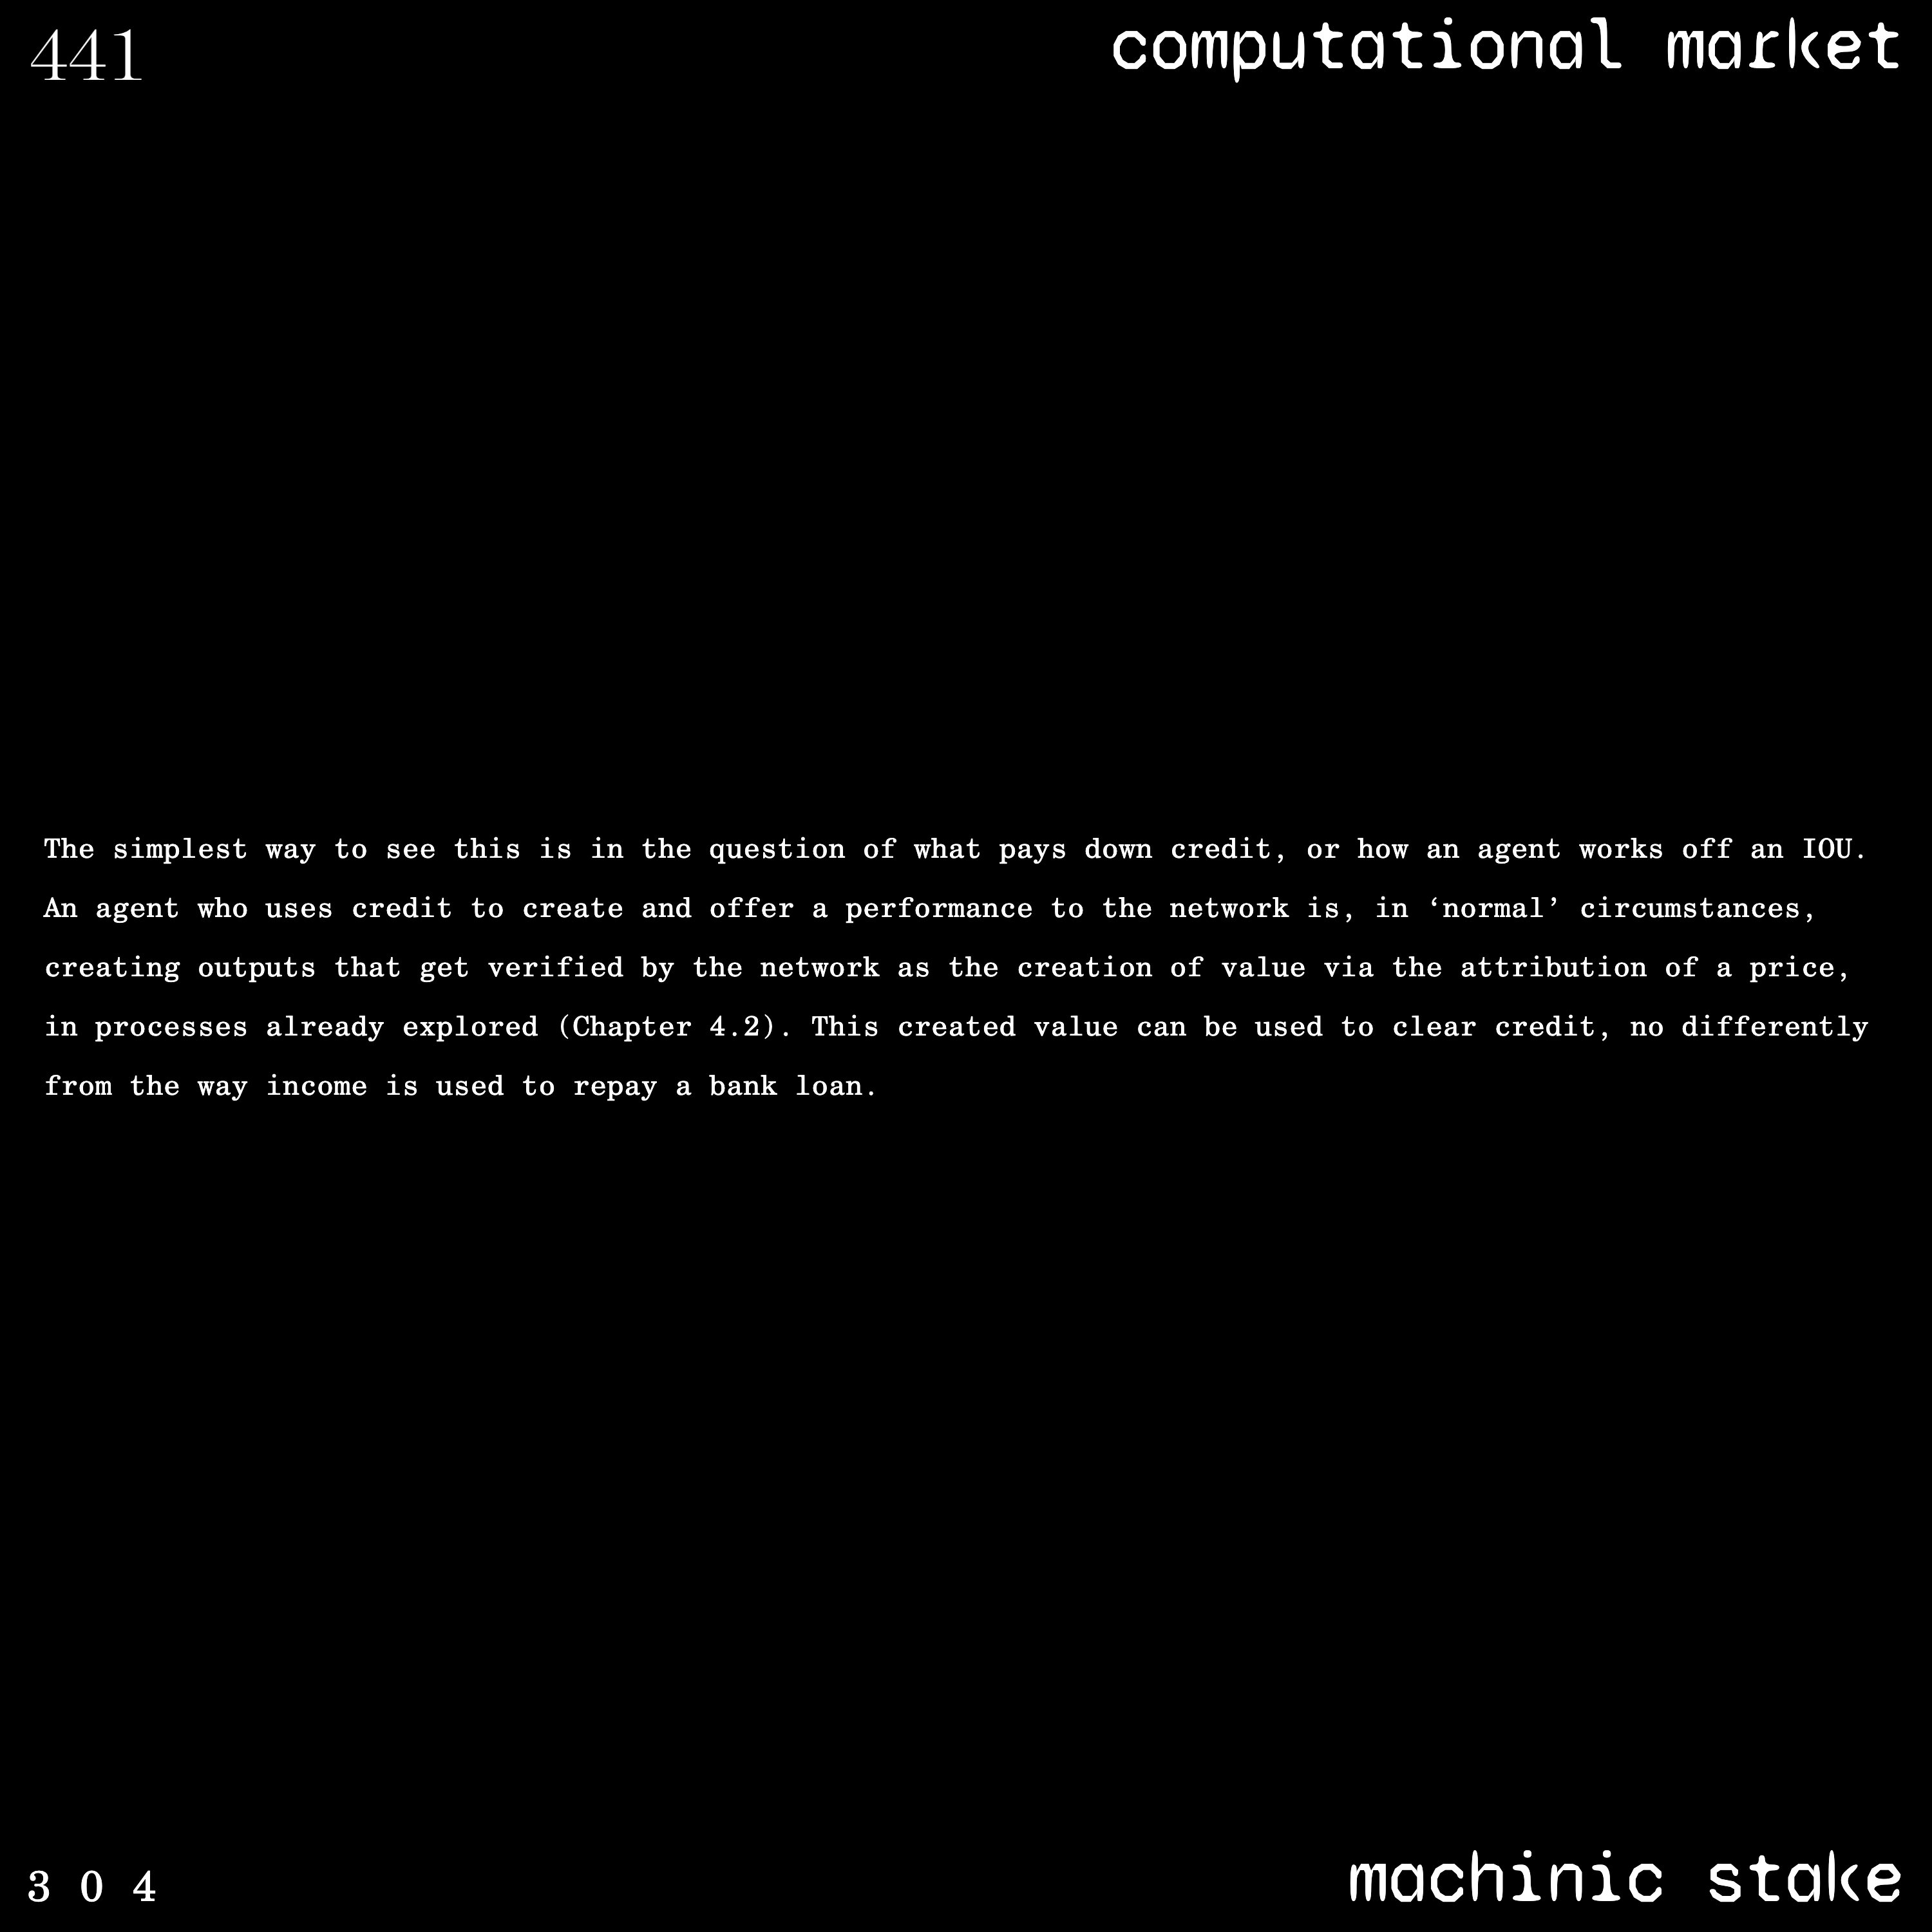 441
computational market
The simplest way to see this is in the question of what pays down credit, or how an agent works off an IOU.
An agent who uses credit to create and offer a performance to the network is, in ‘normal’ circumstances,
creating outputs that get verified by the network as the creation of value via the attribution of a price,
in processes already explored (Chapter 4.2). This created value can be used to clear credit, no differently
from the way income is used to repay a bank loan.
3 0 4
machinic stake